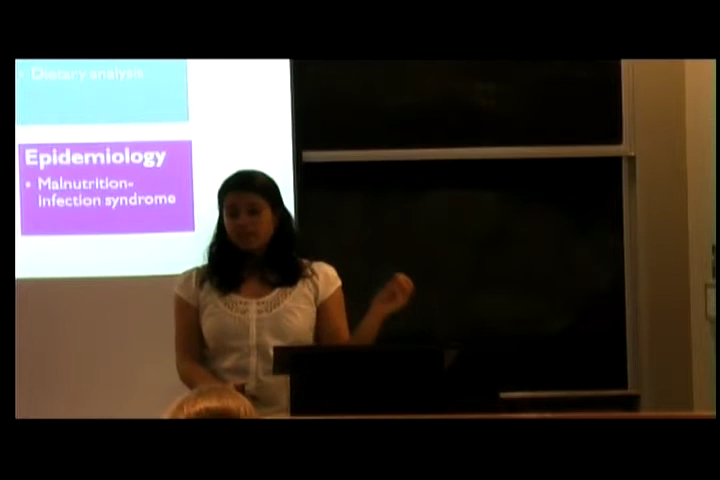 • Dietary analysis
Epidemiology
• Malnutrition-
infection syndrome